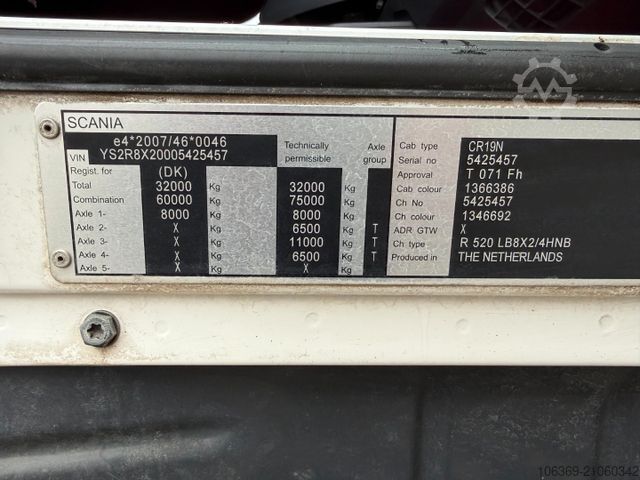 SCANIA
e4*2007/46*0046
VIN YS2R8X20005425457
Technically permissible
Axle group
Regist. for (DK)
Total 32000 Kg 32000 Kg
Combination 60000 Kg 75000 Kg
Axle 1- 8000 Kg 8000 Kg
Axle 2- X Kg 6500 Kg T
Axle 3- X Kg 11000 Kg
Axle 4- X Kg 6500 Kg T
Axle 5- X Kg X Kg
Cab type CR19N
Serial no 5425457
Approval T 071 Fh
Cab colour 1366386
Ch No 5425457
Ch colour 1346692
ADR GTW X
Ch type R 520 LB8X2/4HNB
Produced in THE NETHERLANDS
106369-21060342